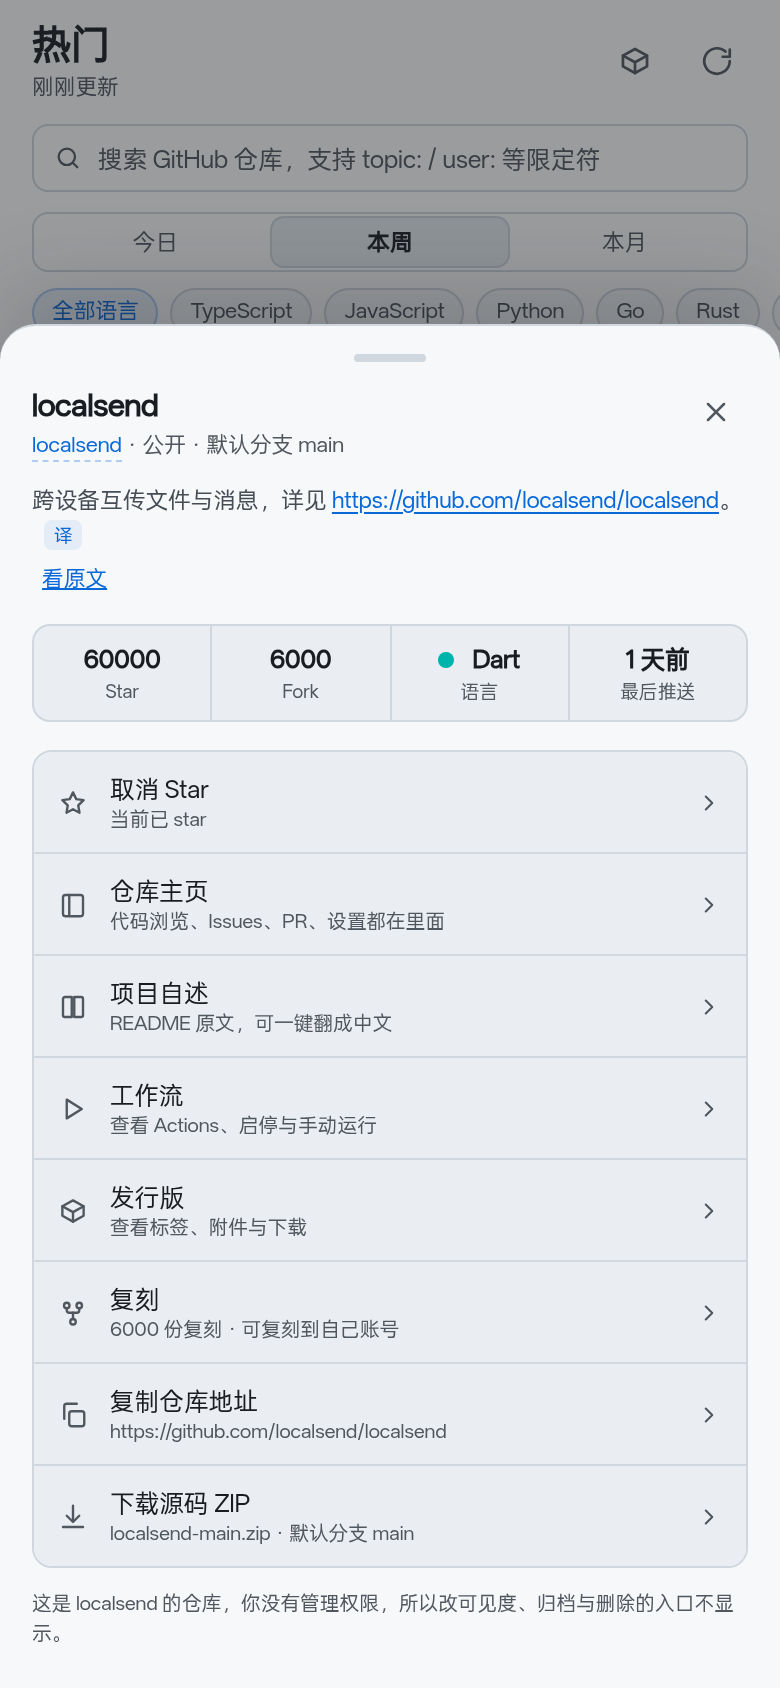 热门
刚刚更新
搜索 GitHub 仓库，支持 topic: / user: 等限定符
今日 本周 本月
全部语言 TypeScript JavaScript Python Go Rust
localsend
localsend · 公开 · 默认分支 main
跨设备互传文件与消息，详见 https://github.com/localsend/localsend。
译
看原文
60000 6000 Dart 1 天前
Star Fork 语言 最后推送
取消 Star
当前已 star
仓库主页
代码浏览、Issues、PR、设置都在里面
项目自述
README 原文，可一键翻成中文
工作流
查看 Actions、启停与手动运行
发行版
查看标签、附件与下载
复刻
6000 份复刻 · 可复刻到自己账号
复制仓库地址
https://github.com/localsend/localsend
下载源码 ZIP
localsend-main.zip · 默认分支 main
这是 localsend 的仓库，你没有管理权限，所以改可见度、归档与删除的入口不显
示。